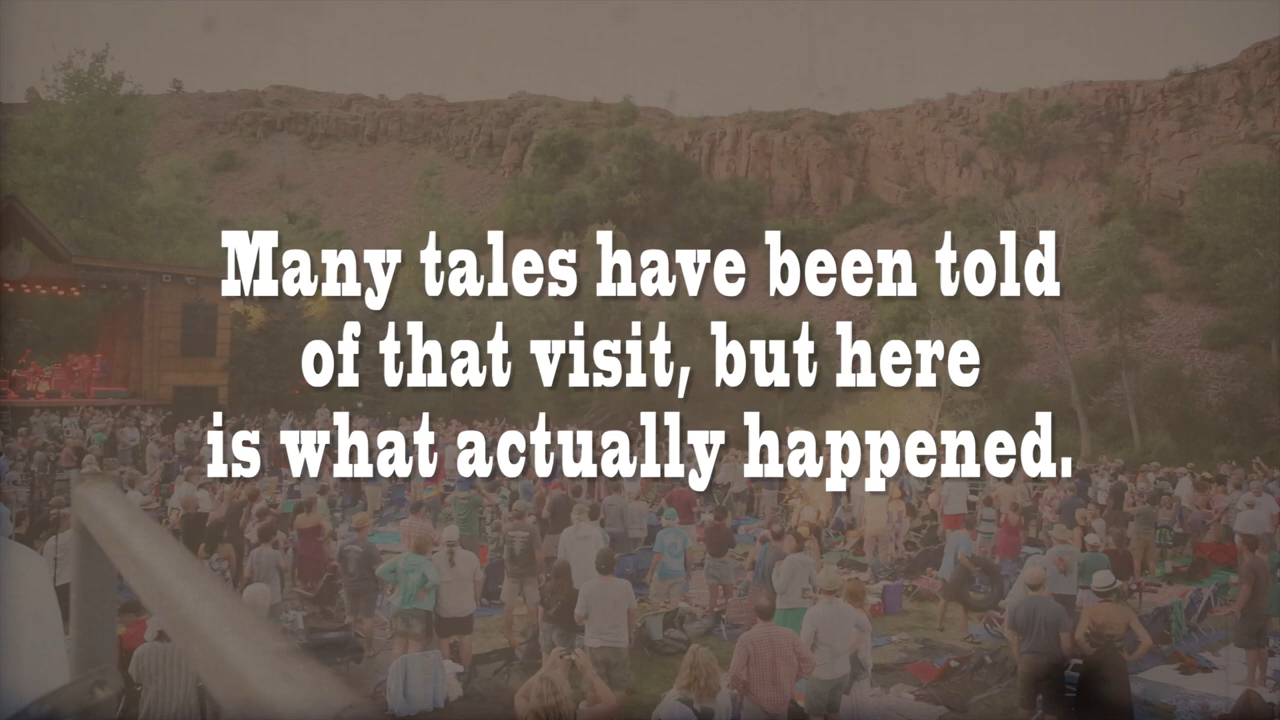 Many tales have been told
of that visit, but here
is what actually happened.